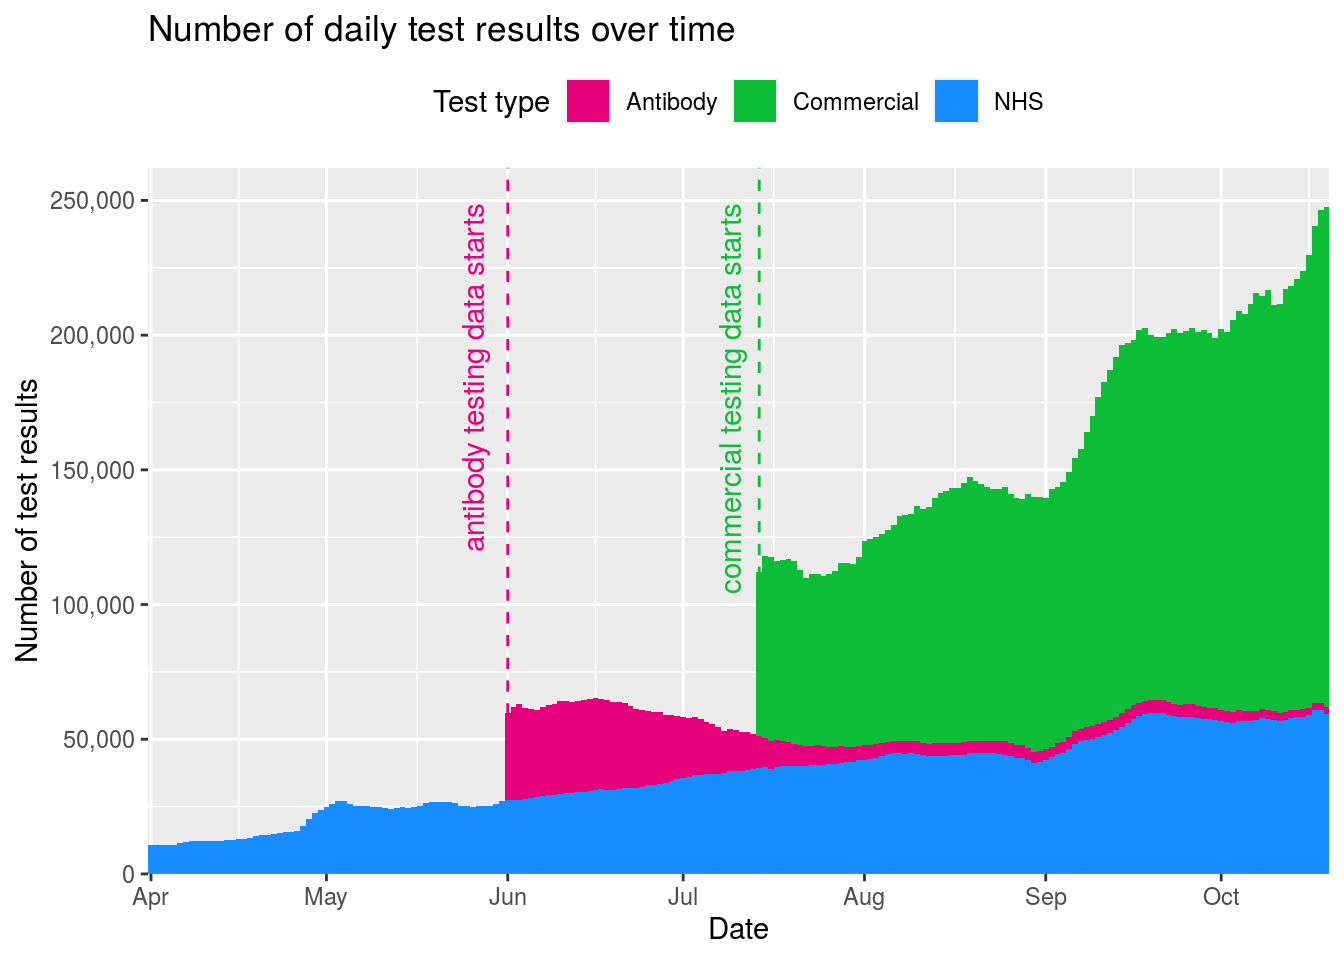 Number of daily test results over time
Test type Antibody Commercial NHS
Number of test results
250,000
200,000
150,000
100,000
50,000
0
antibody testing data starts
commercial testing data starts
Apr May Jun Jul Aug Sep Oct
Date